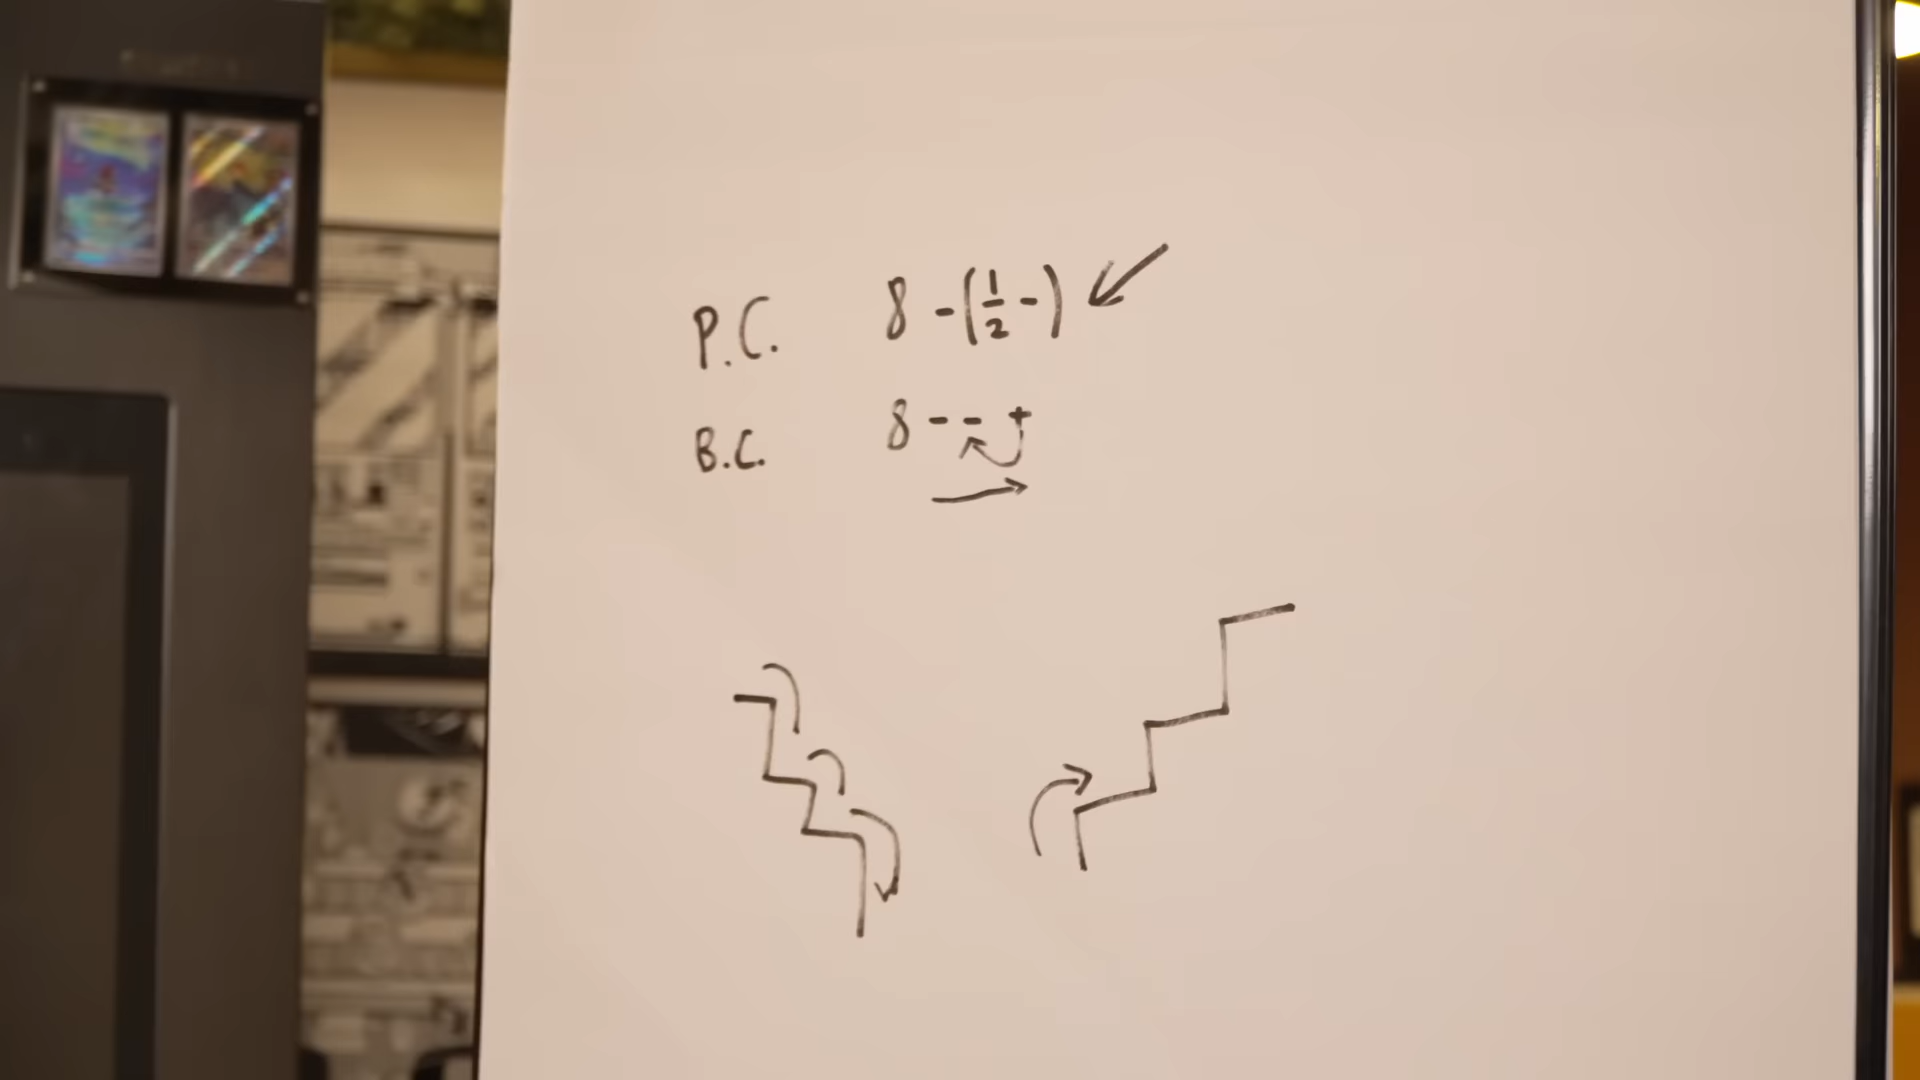 P.C. 8 -(1/2 -)
B.C. 8 - - +